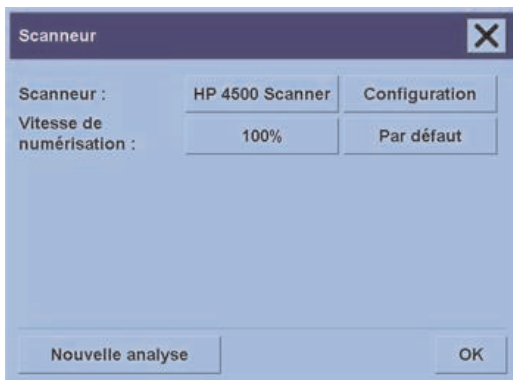 Scanneur
Scanneur : HP 4500 Scanner Configuration
Vitesse de
numérisation : 100% Par défaut
Nouvelle analyse OK